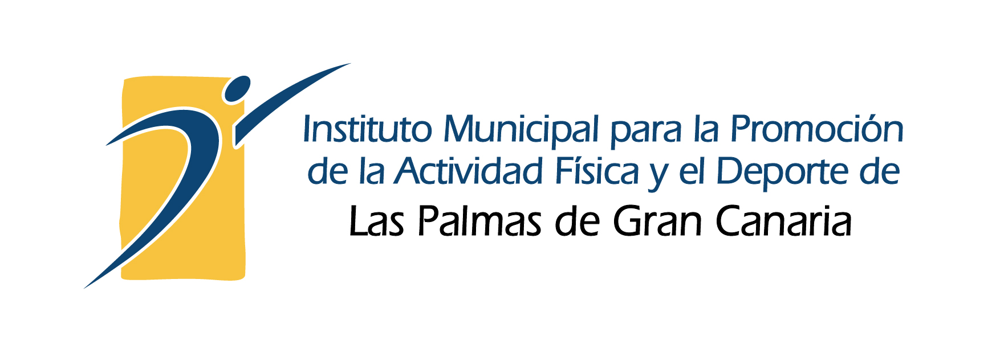 Instituto Municipal para la Promoción
de la Actividad Física y el Deporte de
Las Palmas de Gran Canaria